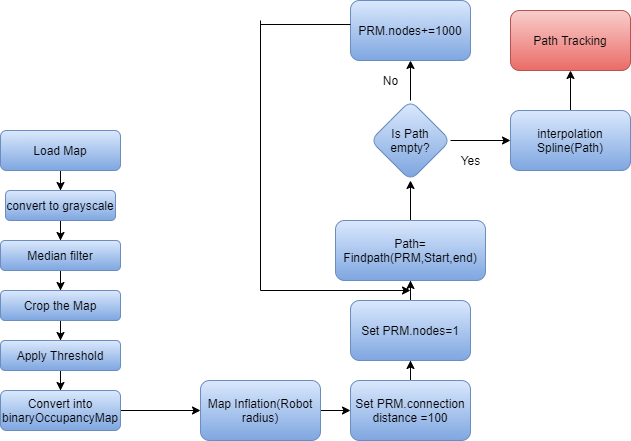 Load Map
convert to grayscale
Median filter
Crop the Map
Apply Threshold
Convert into
binaryOccupancyMap
Map Inflation(Robot
radius)
Set PRM.connection
distance =100
Set PRM.nodes=1
Path=
Findpath(PRM,Start,end)
Is Path
empty?
No
PRM.nodes+=1000
Yes
interpolation
Spline(Path)
Path Tracking